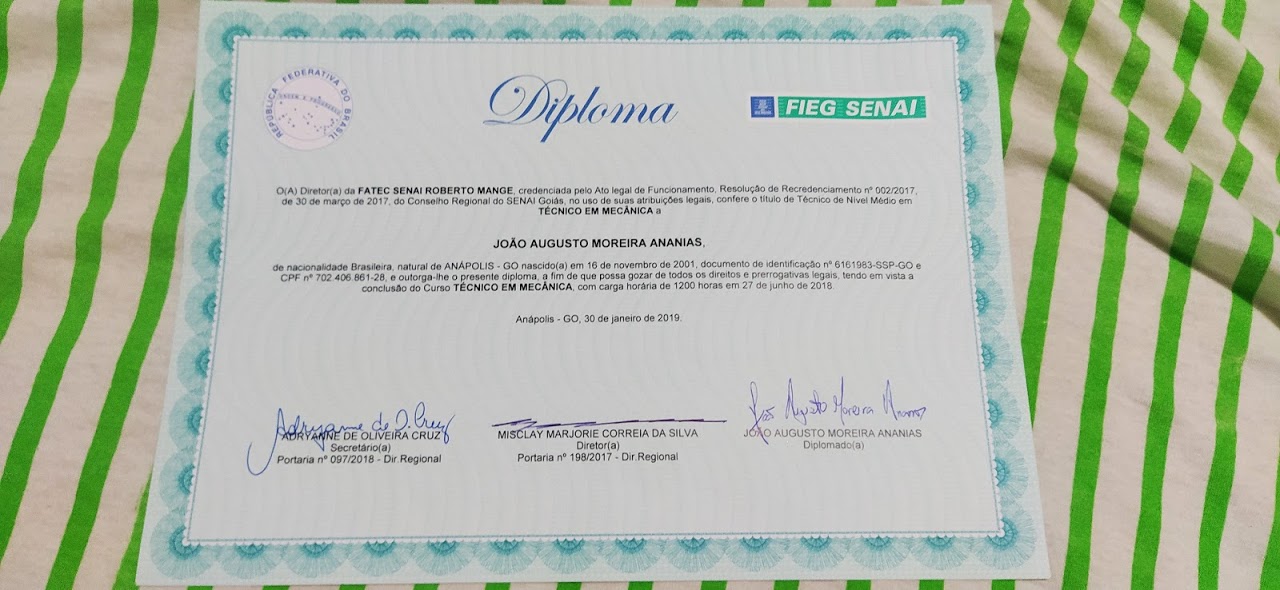 REPÚBLICA FEDERATIVA DO BRASIL
ORDEM E PROGRESSO
Diploma
FIEG SENAI
O(A) Diretor(a) da FATEC SENAI ROBERTO MANGE, credenciada pelo Ato legal de Funcionamento, Resolução de Recredenciamento nº 002/2017,
de 30 de março de 2017, do Conselho Regional do SENAI Goiás, no uso de suas atribuições legais, confere o título de Técnico de Nível Médio em
TÉCNICO EM MECÂNICA a
JOÃO AUGUSTO MOREIRA ANANIAS,
de nacionalidade Brasileira, natural de ANÁPOLIS - GO nascido(a) em 16 de novembro de 2001, documento de identificação nº 6161983-SSP-GO e
CPF nº 702.406.861-28, e outorga-lhe o presente diploma, a fim de que possa gozar de todos os direitos e prerrogativas legais, tendo em vista a
conclusão do Curso TÉCNICO EM MECÂNICA, com carga horária de 1200 horas em 27 de junho de 2018.
Anápolis - GO, 30 de janeiro de 2019.
Adryanne de O. Cruz
João Augusto Moreira Ananias
ADRYANNE DE OLIVEIRA CRUZ
Secretário(a)
Portaria nº 097/2018 - Dir.Regional
MISCLAY MARJORIE CORREIA DA SILVA
Diretor(a)
Portaria nº 198/2017 - Dir.Regional
JOÃO AUGUSTO MOREIRA ANANIAS
Diplomado(a)